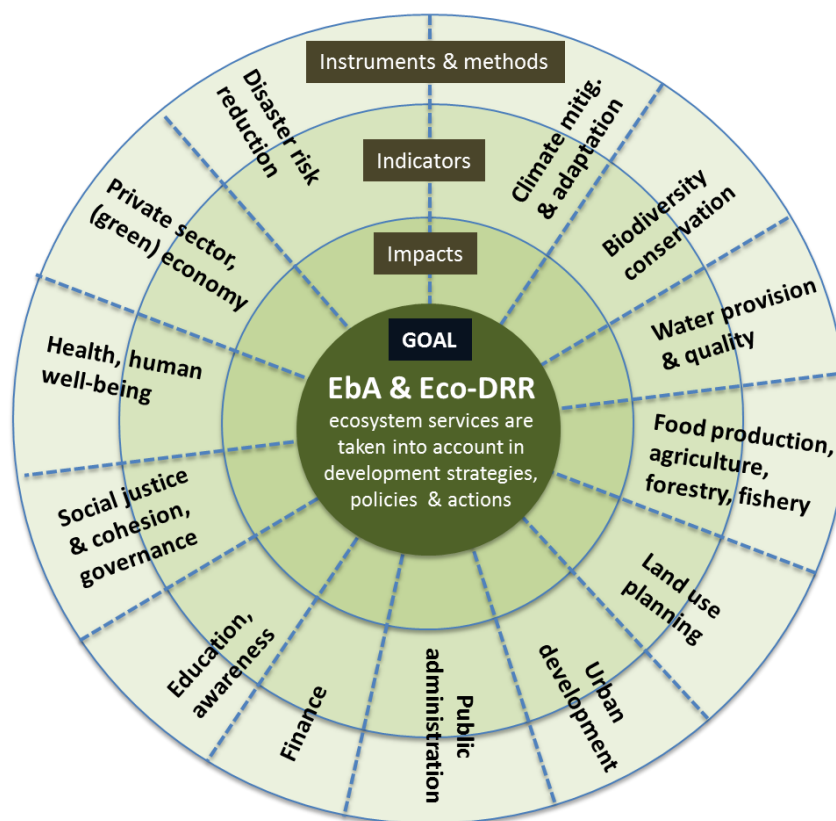 Instruments & methods
Indicators
Impacts
GOAL
EbA & Eco-DRR
ecosystem services are
taken into account in
development strategies,
policies & actions
Climate mitig.
& adaptation
Biodiversity
conservation
Water provision
& quality
Food production,
agriculture,
forestry, fishery
Land use
planning
Urban
development
Public
administration
Finance
Education,
awareness
Social justice
& cohesion,
governance
Health, human
well-being
Private sector,
(green) economy
Disaster risk
reduction